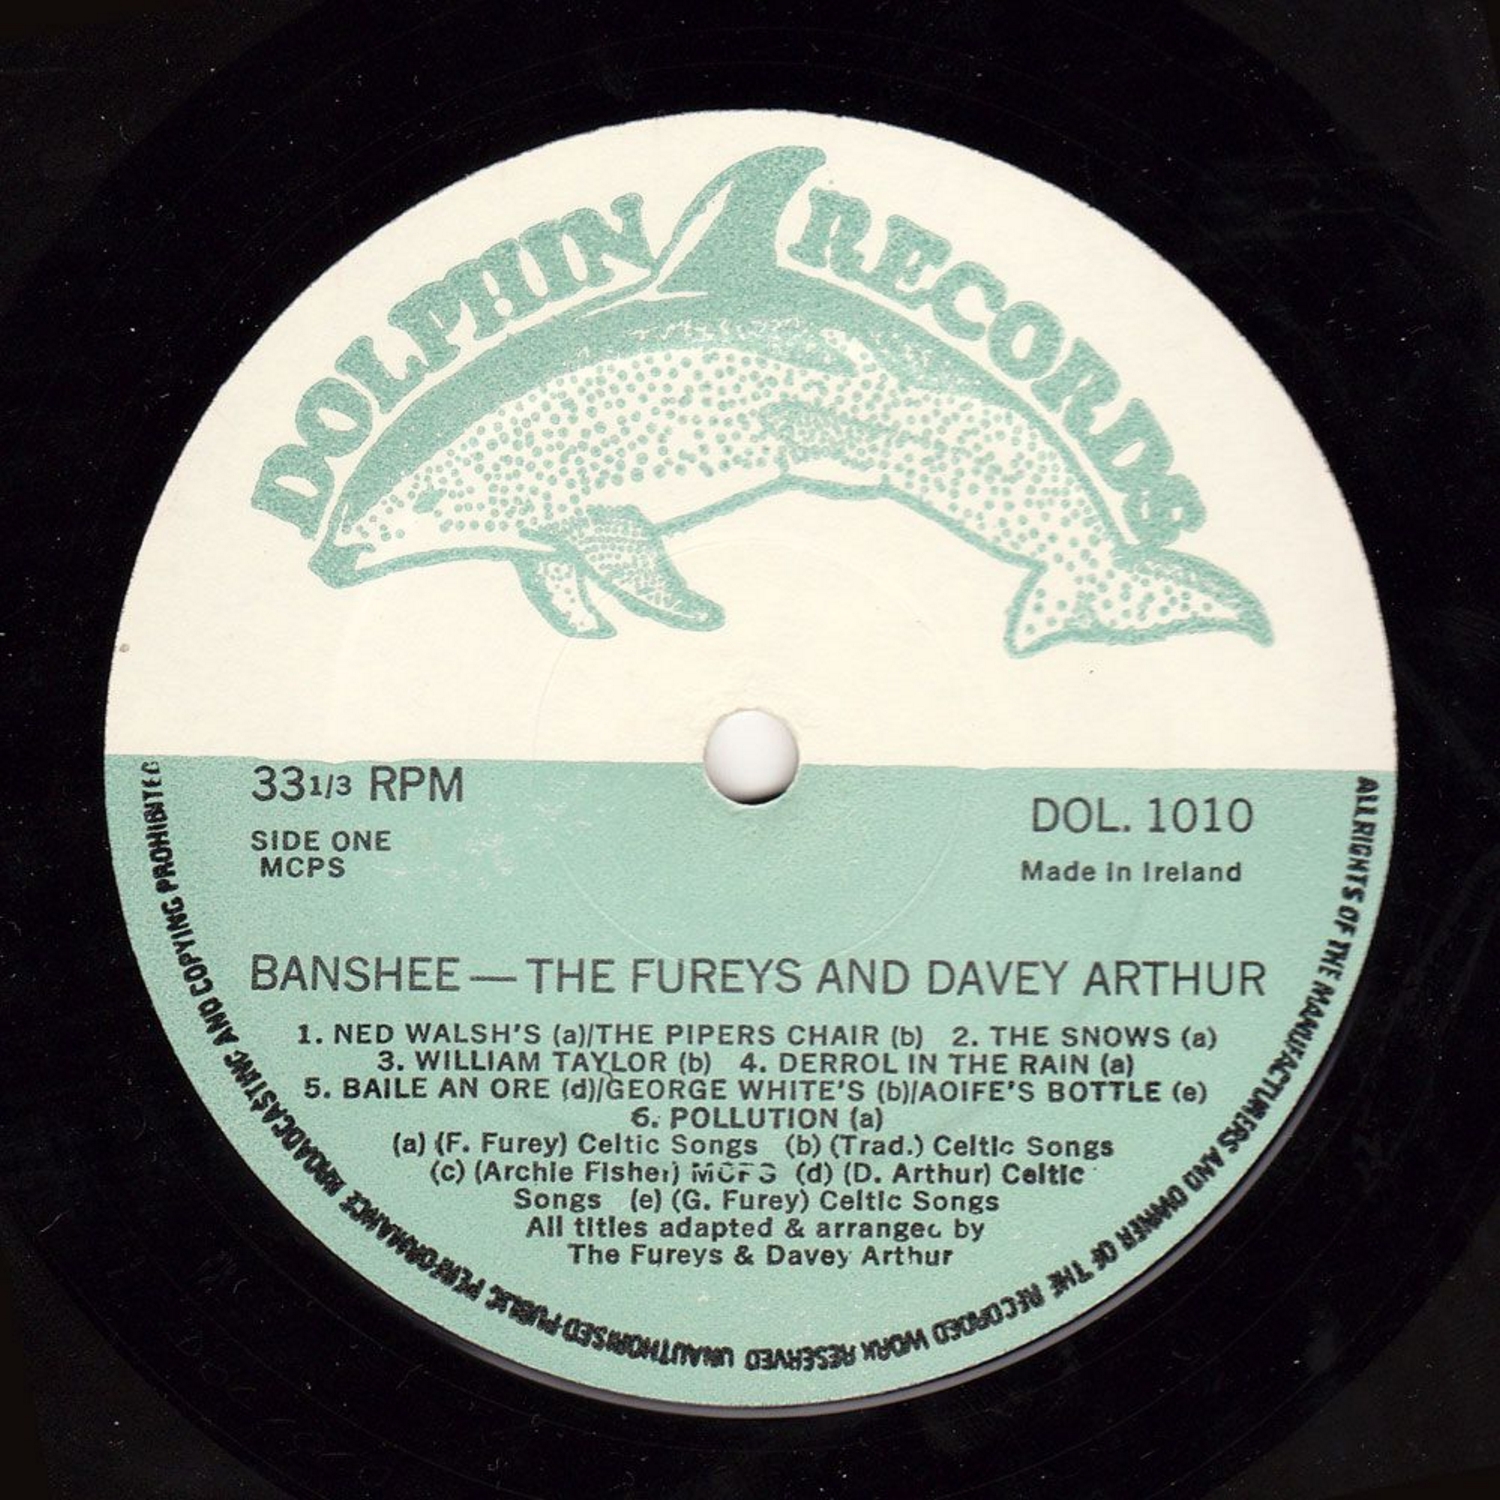 DOLPHIN RECORDS
33 1/3 RPM
SIDE ONE
MCPS
DOL. 1010
Made in Ireland
BANSHEE — THE FUREYS AND DAVEY ARTHUR
1. NED WALSH'S (a)/THE PIPERS CHAIR (b) 2. THE SNOWS (a)
3. WILLIAM TAYLOR (b) 4. DERROL IN THE RAIN (a)
5. BAILE AN ORE (d)/GEORGE WHITE'S (b)/AOIFE'S BOTTLE (e)
6. POLLUTION (a)
(a) (F. Furey) Celtic Songs (b) (Trad.) Celtic Songs
(c) (Archie Fisher) MCPS (d) (D. Arthur) Celtic
Songs (e) (G. Furey) Celtic Songs
All titles adapted & arranged by
The Fureys & Davey Arthur
ALL RIGHTS OF THE MANUFACTURERS AND OWNER OF THE RECORDED WORK RESERVED UNAUTHORISED PUBLIC PERFORMANCE BROADCASTING AND COPYING PROHIBITED